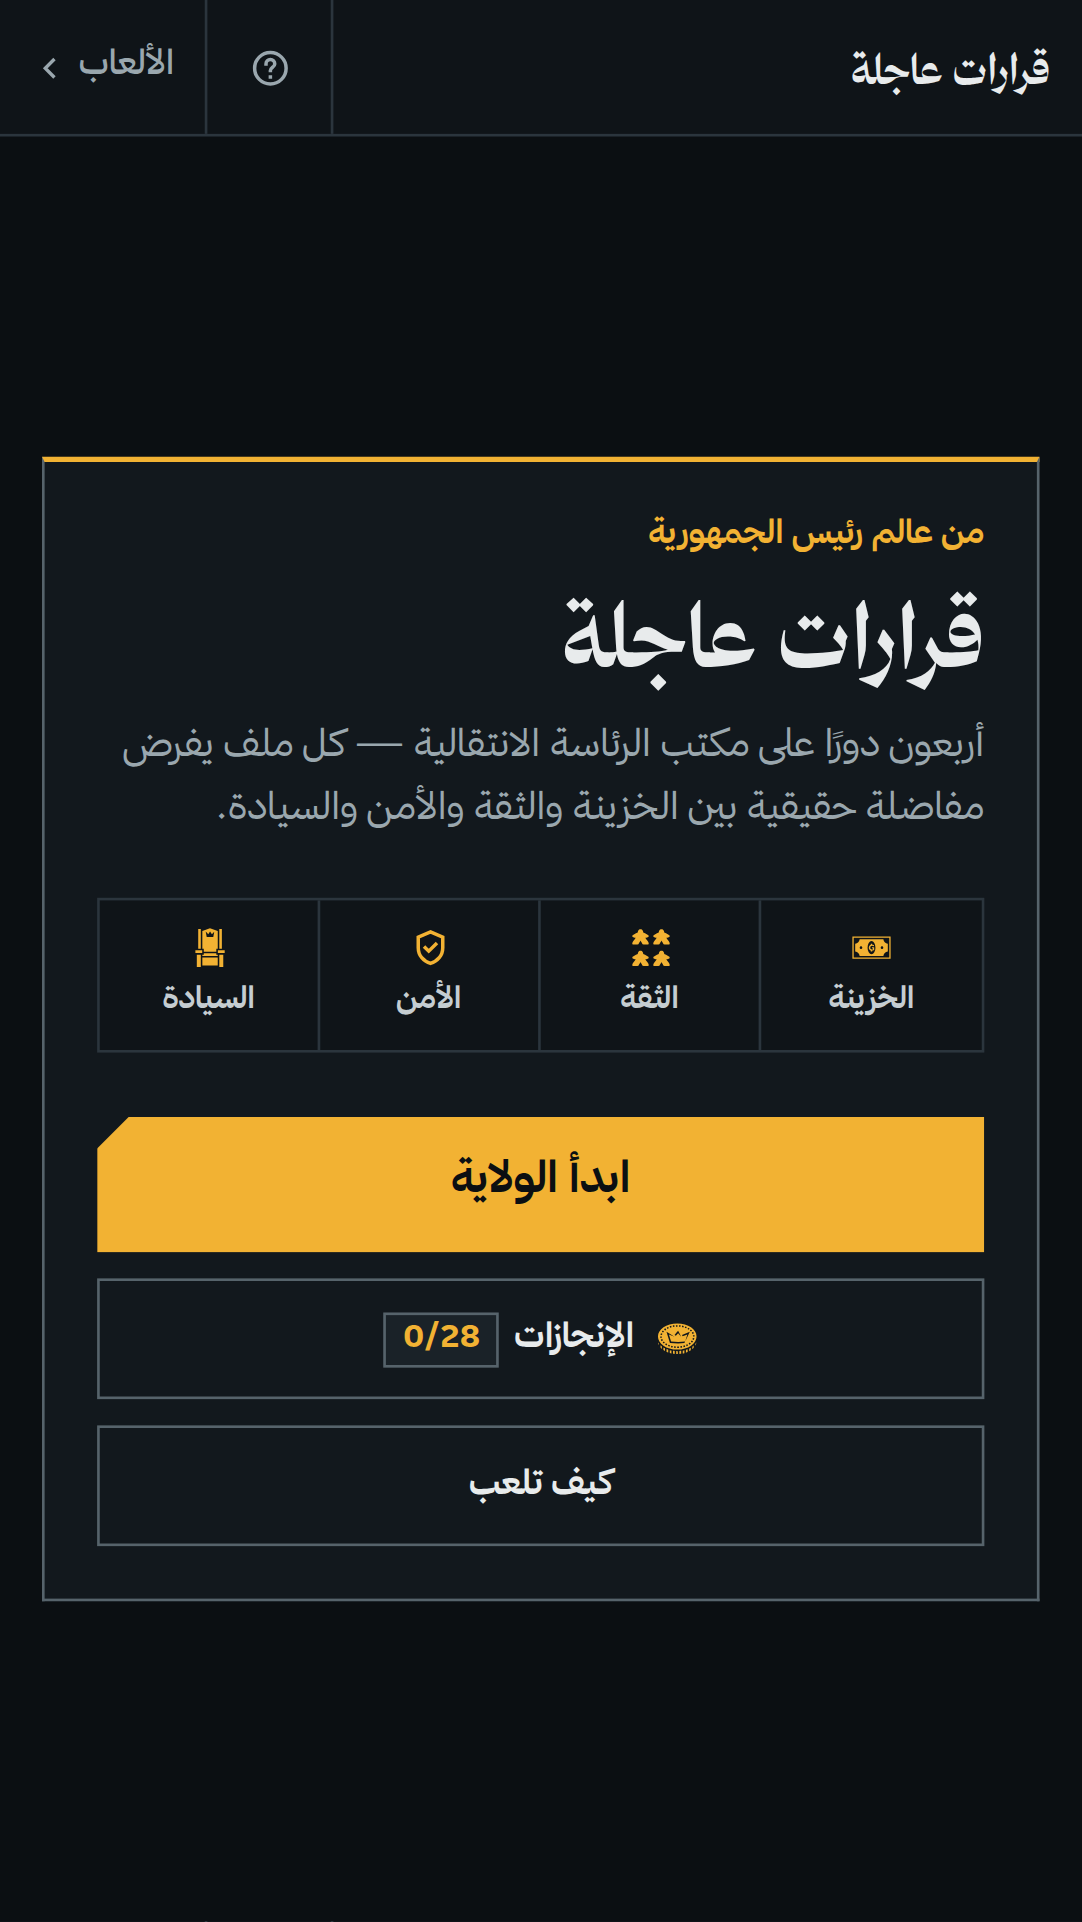 قرارات عاجلة
الألعاب
من عالم رئيس الجمهورية
قرارات عاجلة
أربعون دورًا على مكتب الرئاسة الانتقالية — كل ملف يفرض
مفاضلة حقيقية بين الخزينة والثقة والأمن والسيادة.
الخزينة
الثقة
الأمن
السيادة
ابدأ الولاية
الإنجازات 0/28
كيف تلعب